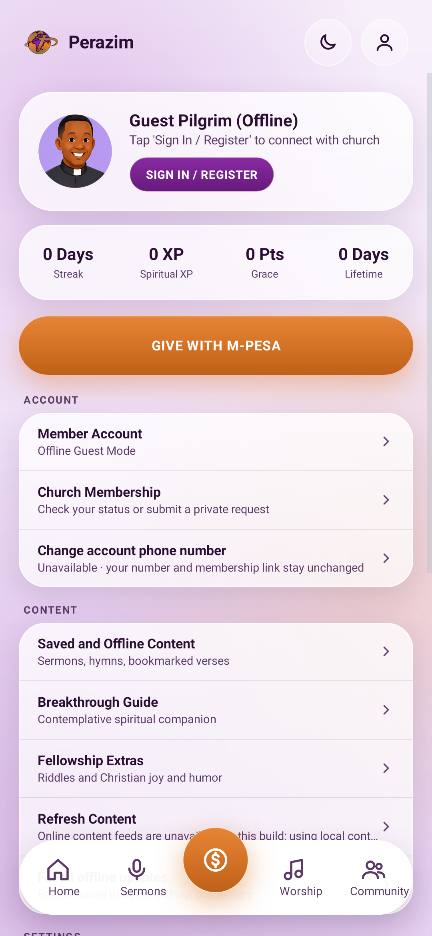 Perazim
Guest Pilgrim (Offline)
Tap 'Sign In / Register' to connect with church
SIGN IN / REGISTER
0 Days
0 XP
0 Pts
0 Days
Streak
Spiritual XP
Grace
Lifetime
GIVE WITH M-PESA
ACCOUNT
Member Account
Offline Guest Mode
Church Membership
Check your status or submit a private request
Change account phone number
Unavailable · your number and membership link stay unchanged
CONTENT
Saved and Offline Content
Sermons, hymns, bookmarked verses
Breakthrough Guide
Contemplative spiritual companion
Fellowship Extras
Riddles and Christian joy and humor
Refresh Content
Online content feeds are this build: using local cont...
Home
Sermons
Worship
Community
SETTINGS